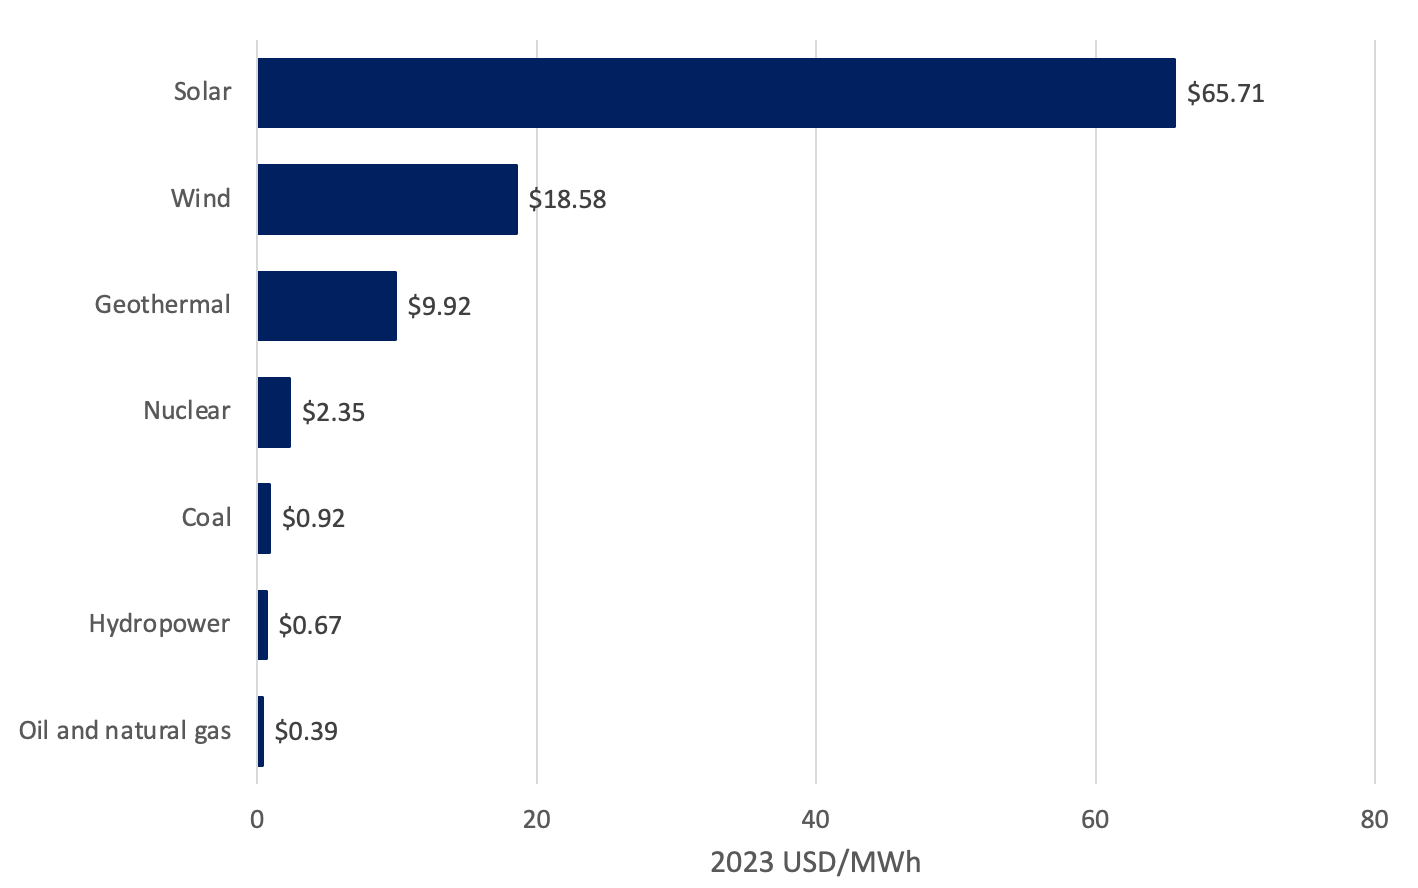 Solar $65.71
Wind $18.58
Geothermal $9.92
Nuclear $2.35
Coal $0.92
Hydropower $0.67
Oil and natural gas $0.39
0 20 40 60 80
2023 USD/MWh